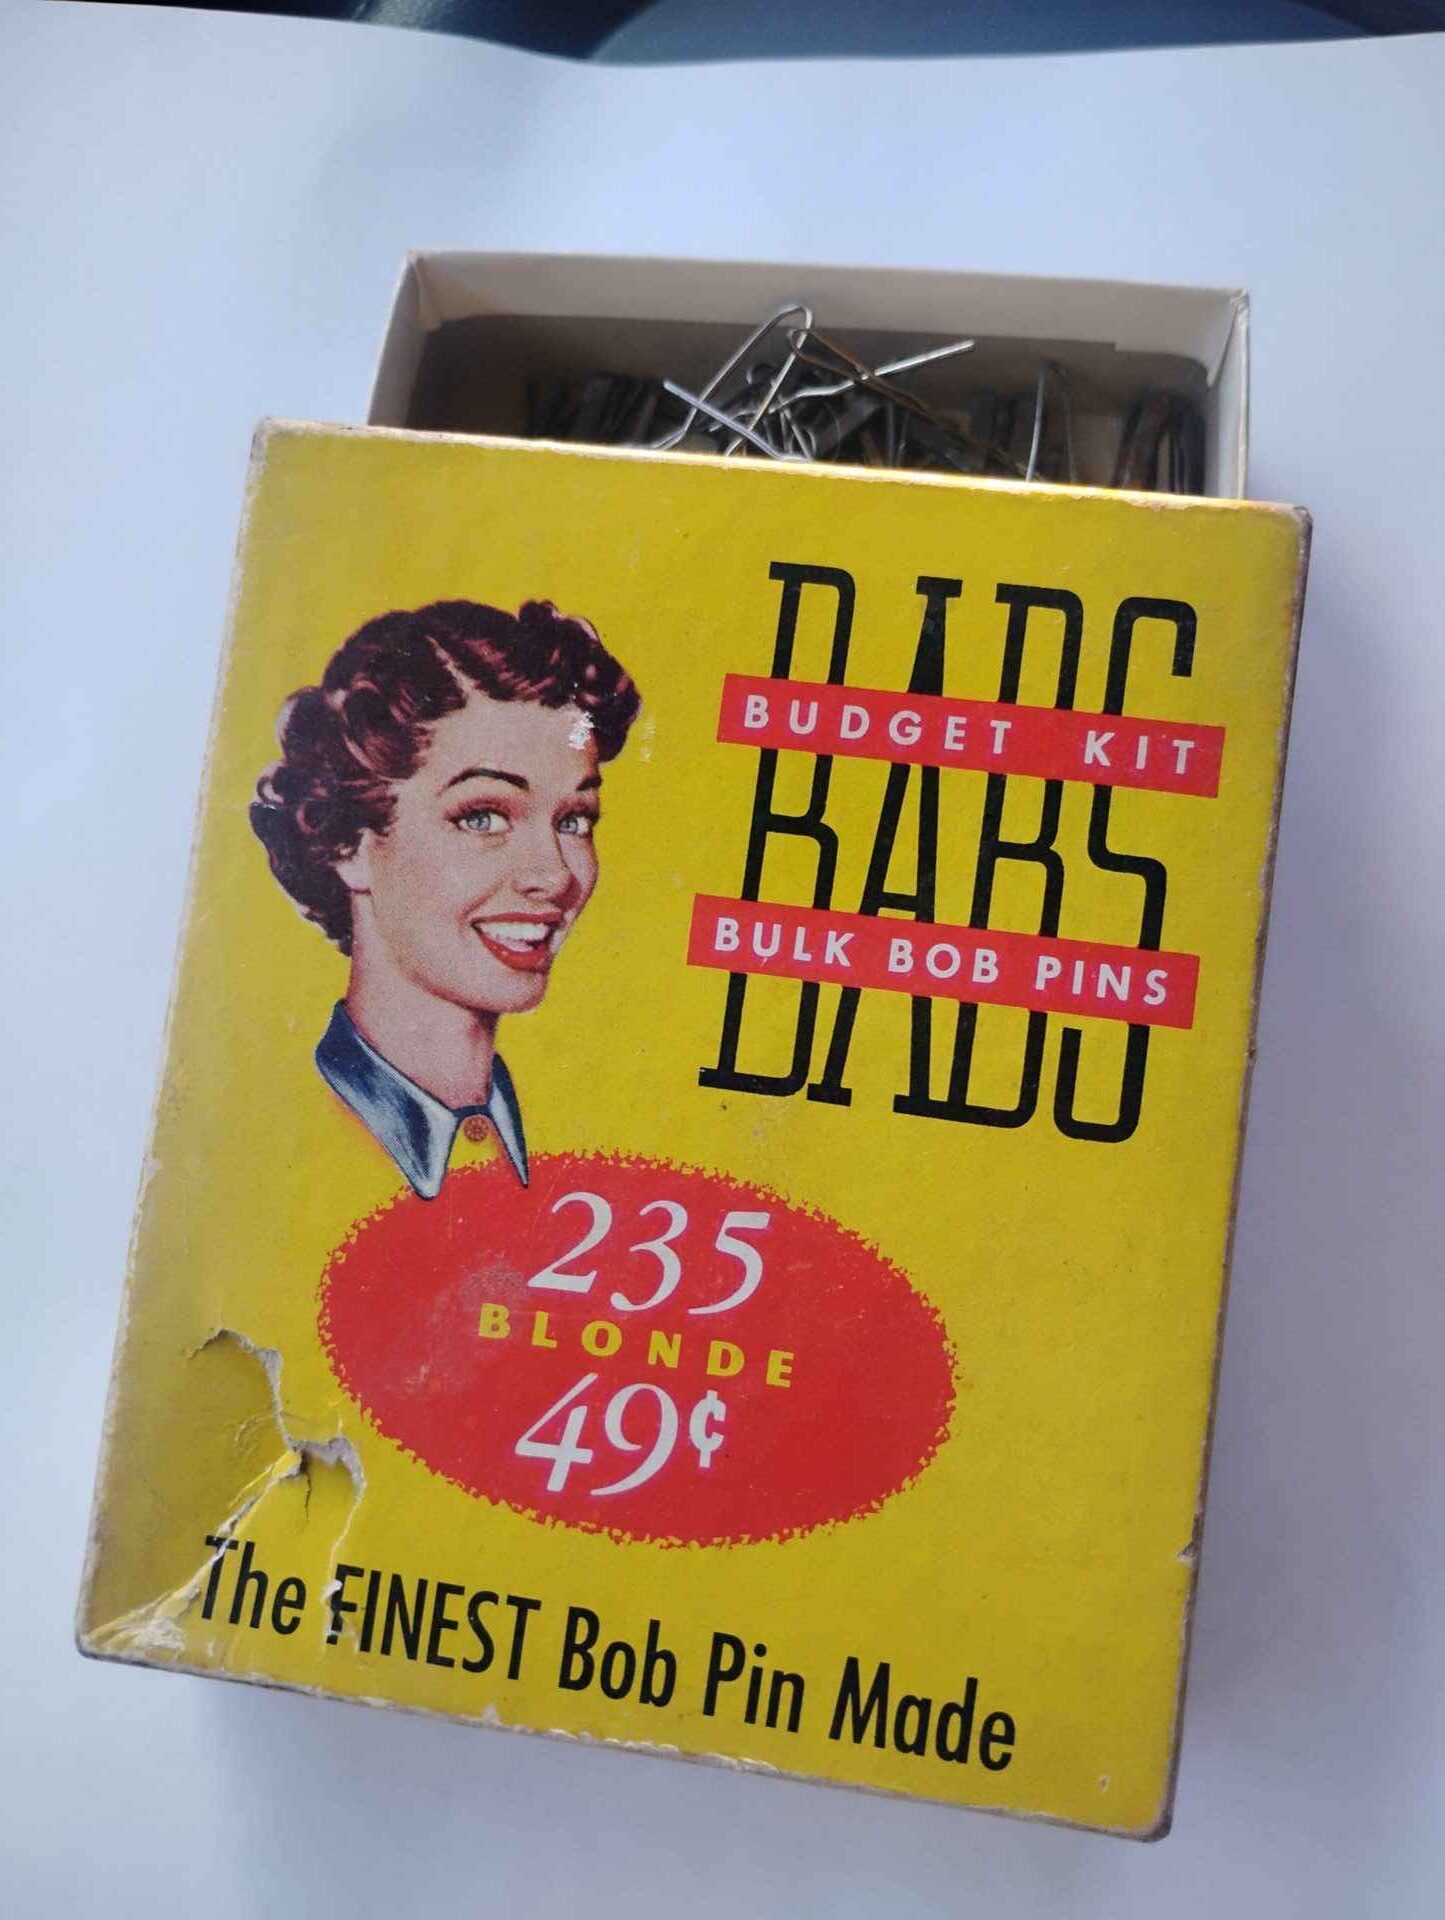 BABS
BUDGET KIT
BULK BOB PINS
235
BLONDE
49¢
The FINEST Bob Pin Made